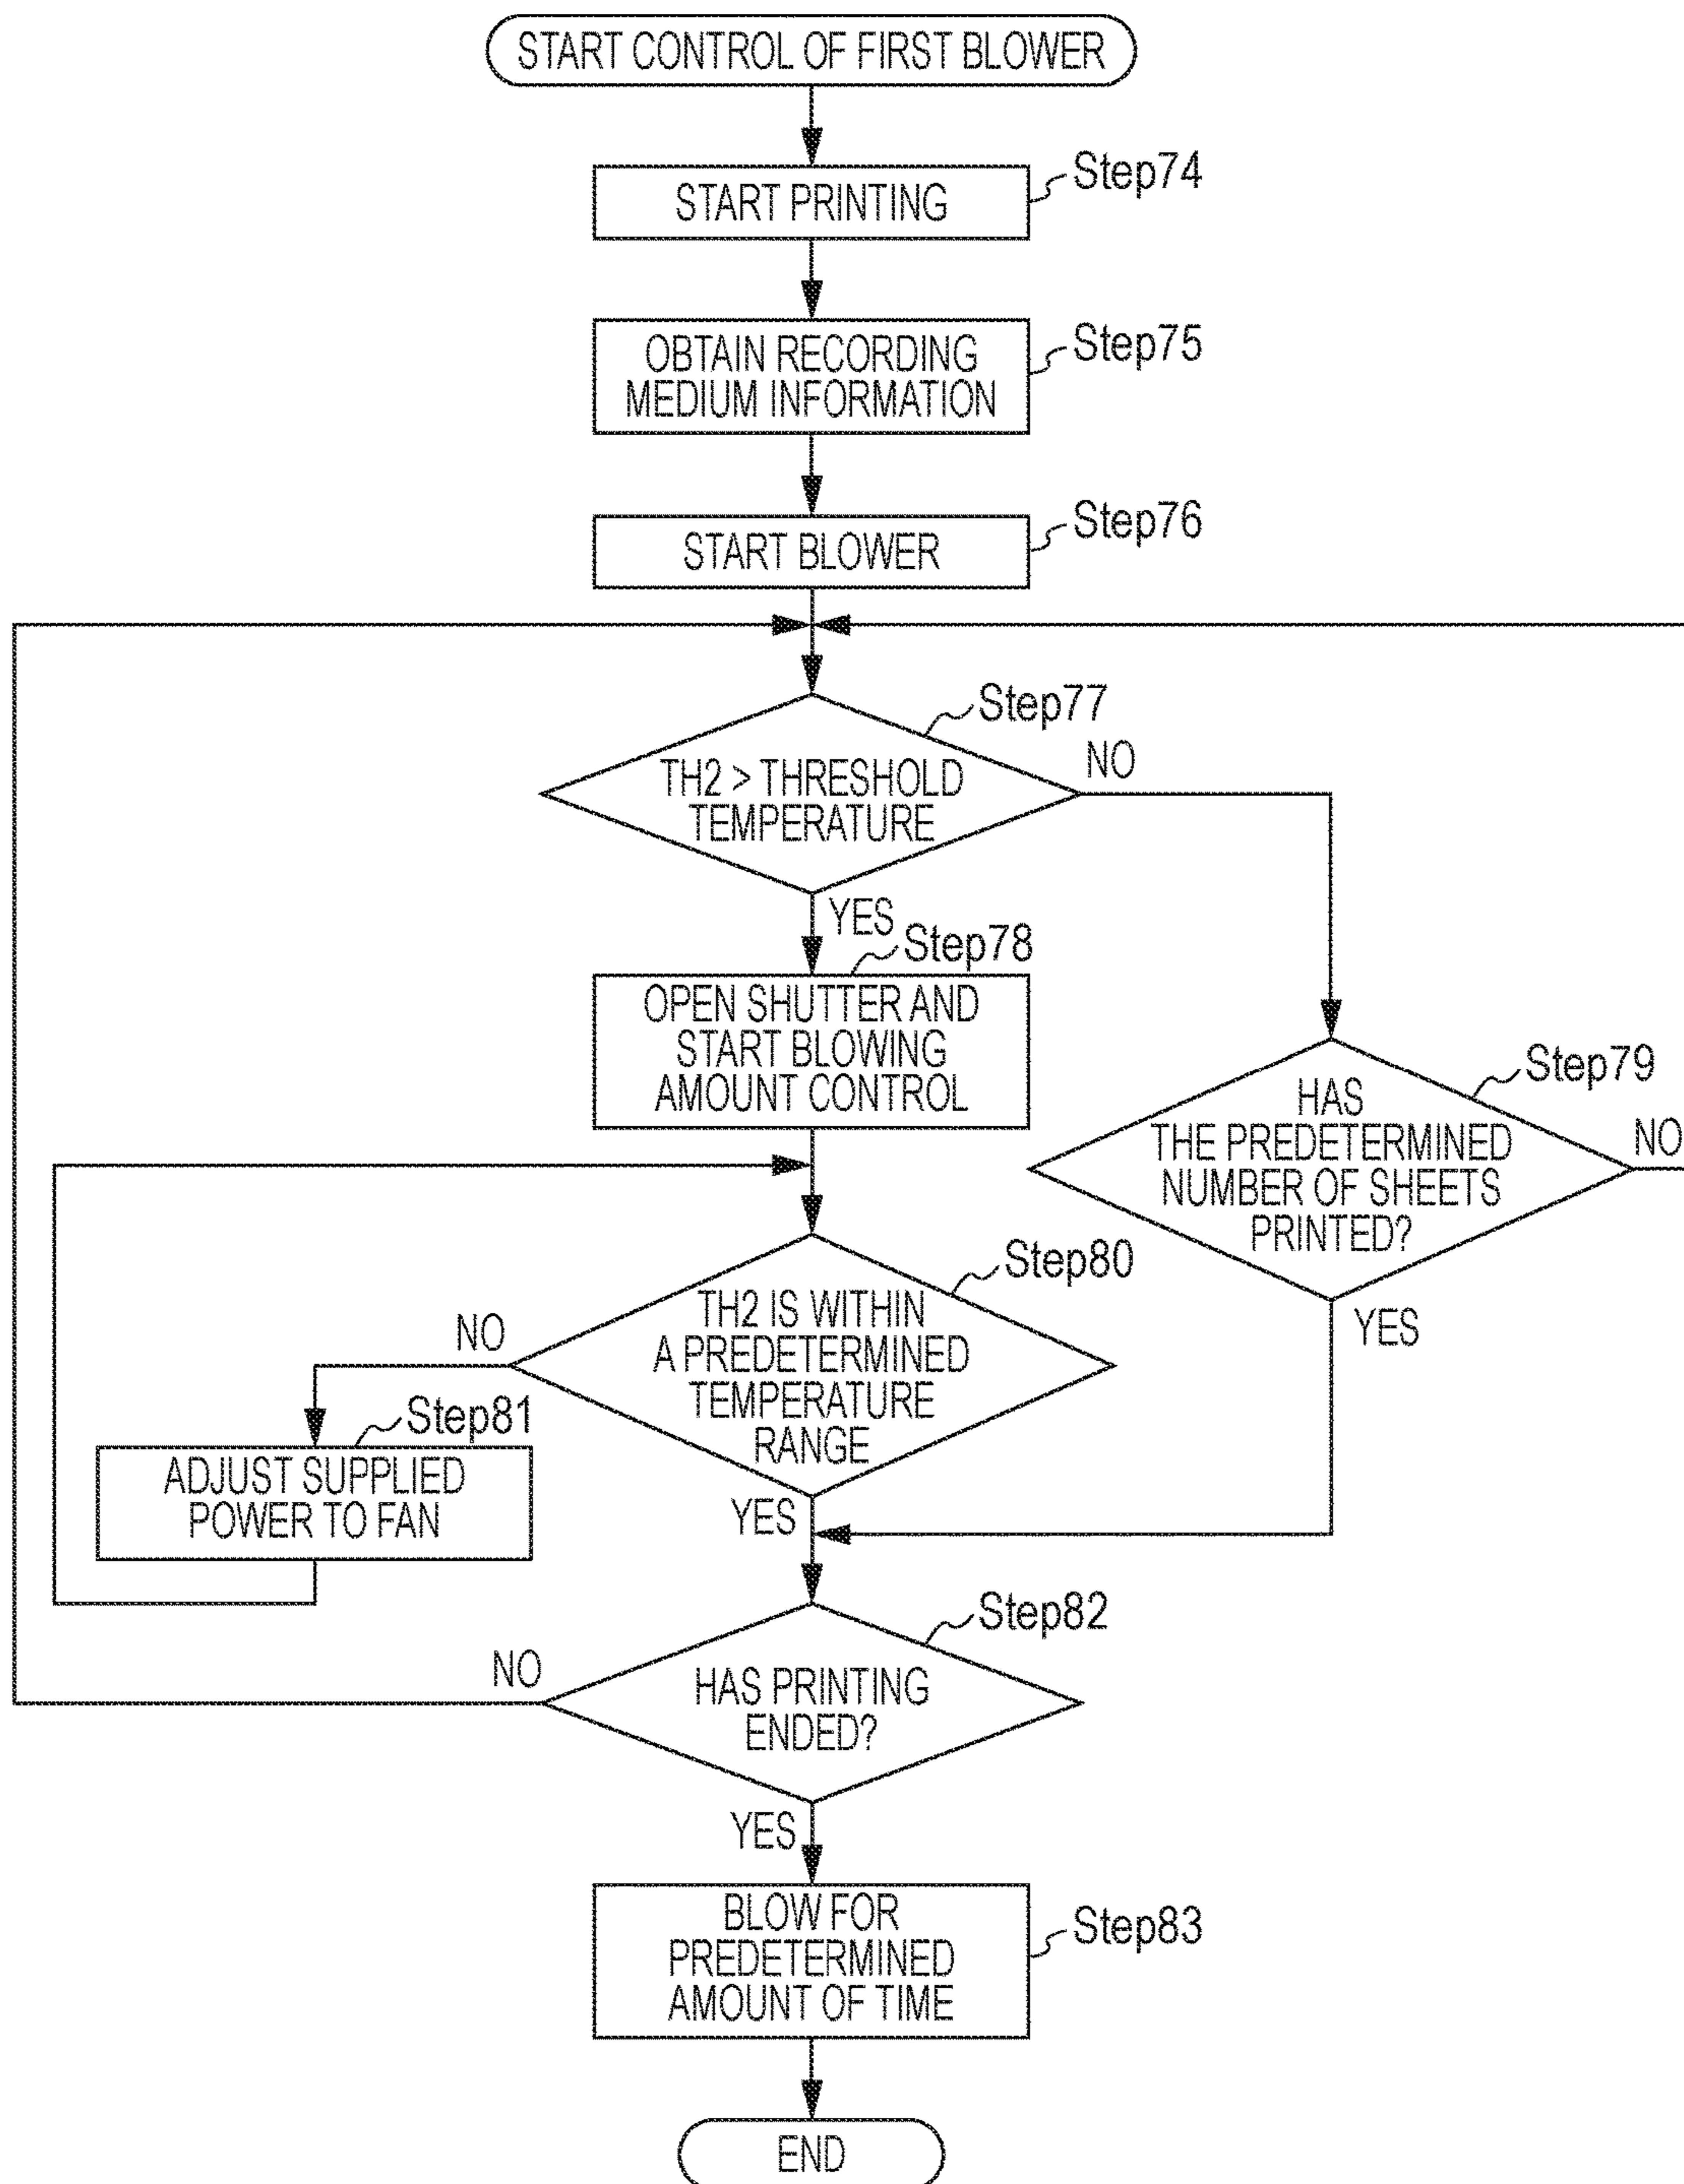 START CONTROL OF FIRST BLOWER
Step74
START PRINTING
Step75
OBTAIN RECORDING
MEDIUM INFORMATION
Step76
START BLOWER
Step77
TH2 > THRESHOLD
TEMPERATURE
NO
YES
Step78
OPEN SHUTTER AND
START BLOWING
AMOUNT CONTROL
Step79
HAS
THE PREDETERMINED
NUMBER OF SHEETS
PRINTED?
NO
YES
Step80
TH2 IS WITHIN
A PREDETERMINED
TEMPERATURE
RANGE
NO
Step81
ADJUST SUPPLIED
POWER TO FAN
YES
Step82
HAS PRINTING
ENDED?
NO
YES
Step83
BLOW FOR
PREDETERMINED
AMOUNT OF TIME
END